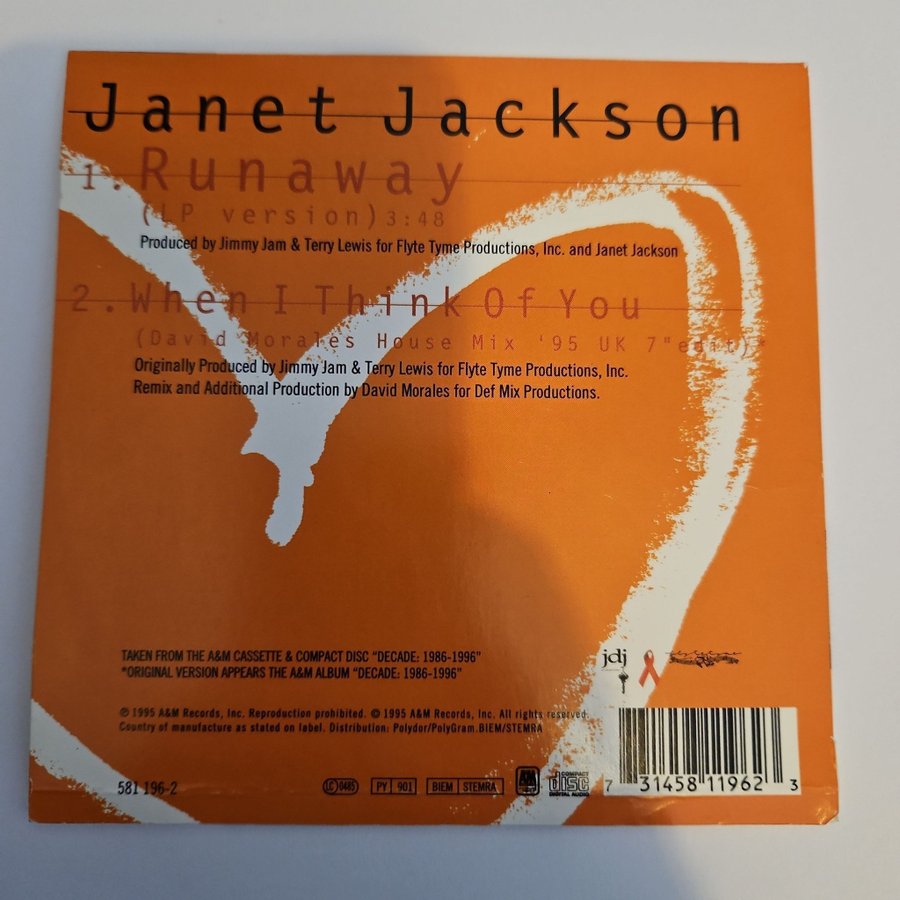 Janet Jackson
1. Runaway
(LP version) 3:48
Produced by Jimmy Jam & Terry Lewis for Flyte Tyme Productions, Inc. and Janet Jackson
2. When I Think Of You
(David Morales House Mix '95 UK 7" edit)*
Originally Produced by Jimmy Jam & Terry Lewis for Flyte Tyme Productions, Inc.
Remix and Additional Production by David Morales for Def Mix Productions.
TAKEN FROM THE A&M CASSETTE & COMPACT DISC "DECADE: 1986-1996"
*ORIGINAL VERSION APPEARS THE A&M ALBUM "DECADE: 1986-1996"
jdj
℗ 1995 A&M Records, Inc. Reproduction prohibited. © 1995 A&M Records, Inc. All rights reserved.
Country of manufacture as stated on label. Distribution: Polydor/PolyGram.BIEM/STEMRA
581 196-2
LC 0485
PY 901
BIEM STEMRA
A&M
COMPACT disc DIGITAL AUDIO
7 31458 11962 3